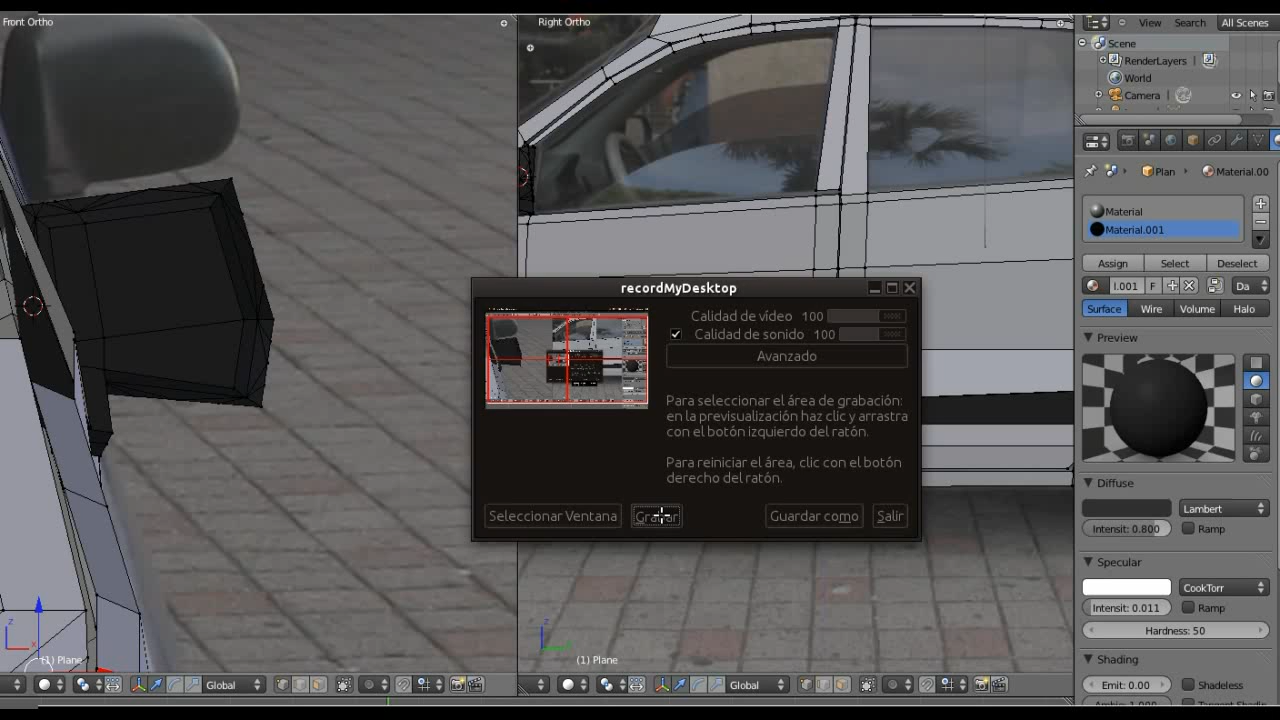 Front Ortho
Right Ortho
View Search All Scenes
Scene
RenderLayers
World
Camera
Plan Material.00
Material
Material.001
Assign Select Deselect
I.001 F Da
Surface Wire Volume Halo
Preview
Diffuse
Lambert
Intensit: 0.800 Ramp
Specular
CookTorr
Intensit: 0.011 Ramp
Hardness: 50
Shading
Emit: 0.00 Shadeless
recordMyDesktop
Calidad de vídeo 100
Calidad de sonido 100
Avanzado
Para seleccionar el área de grabación:
en la previsualización haz clic y arrastra
con el botón izquierdo del ratón.
Para reiniciar el área, clic con el botón
derecho del ratón.
Seleccionar Ventana Grabar Guardar como Salir
(1) Plane
(1) Plane
Global
Global